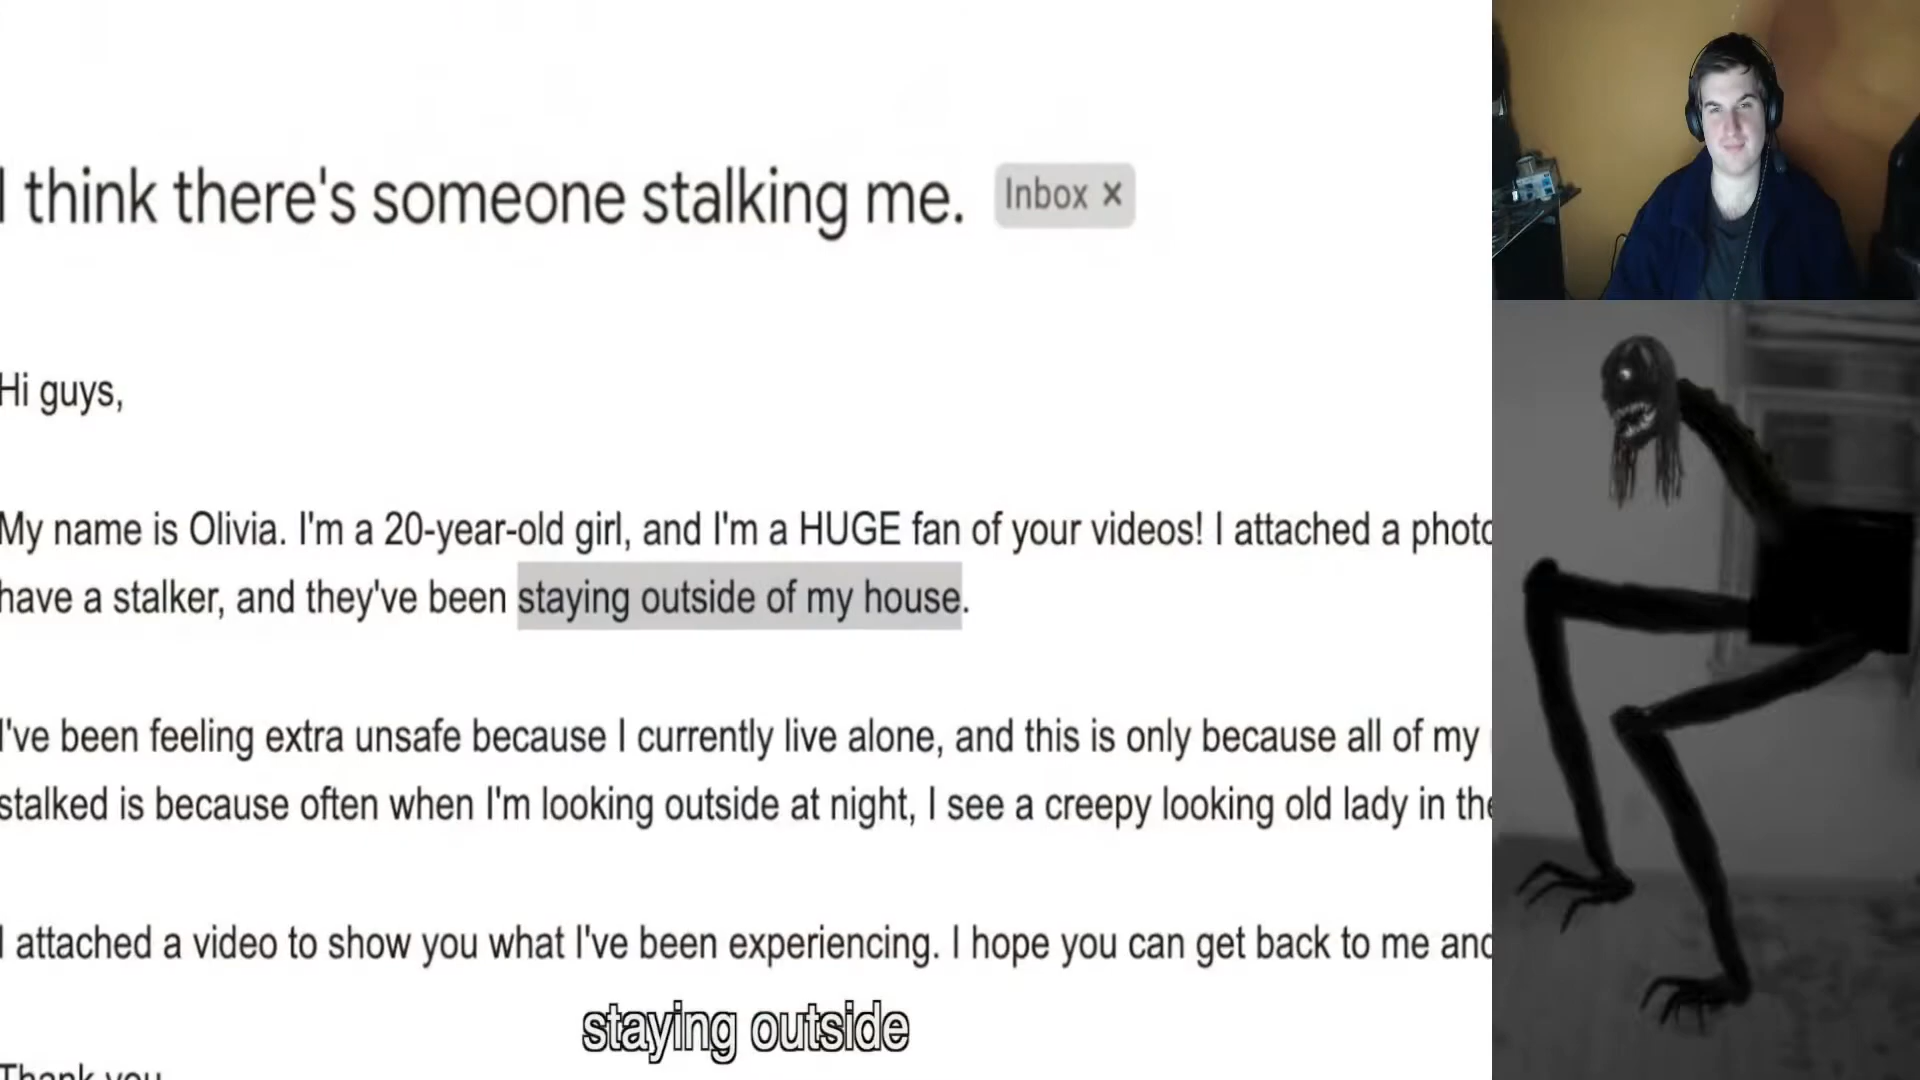 I think there's someone stalking me. Inbox ×
Hi guys,
My name is Olivia. I'm a 20-year-old girl, and I'm a HUGE fan of your videos! I attached a photo
have a stalker, and they've been staying outside of my house.
I've been feeling extra unsafe because I currently live alone, and this is only because all of my
stalked is because often when I'm looking outside at night, I see a creepy looking old lady in the
I attached a video to show you what I've been experiencing. I hope you can get back to me and
staying outside
Thank you